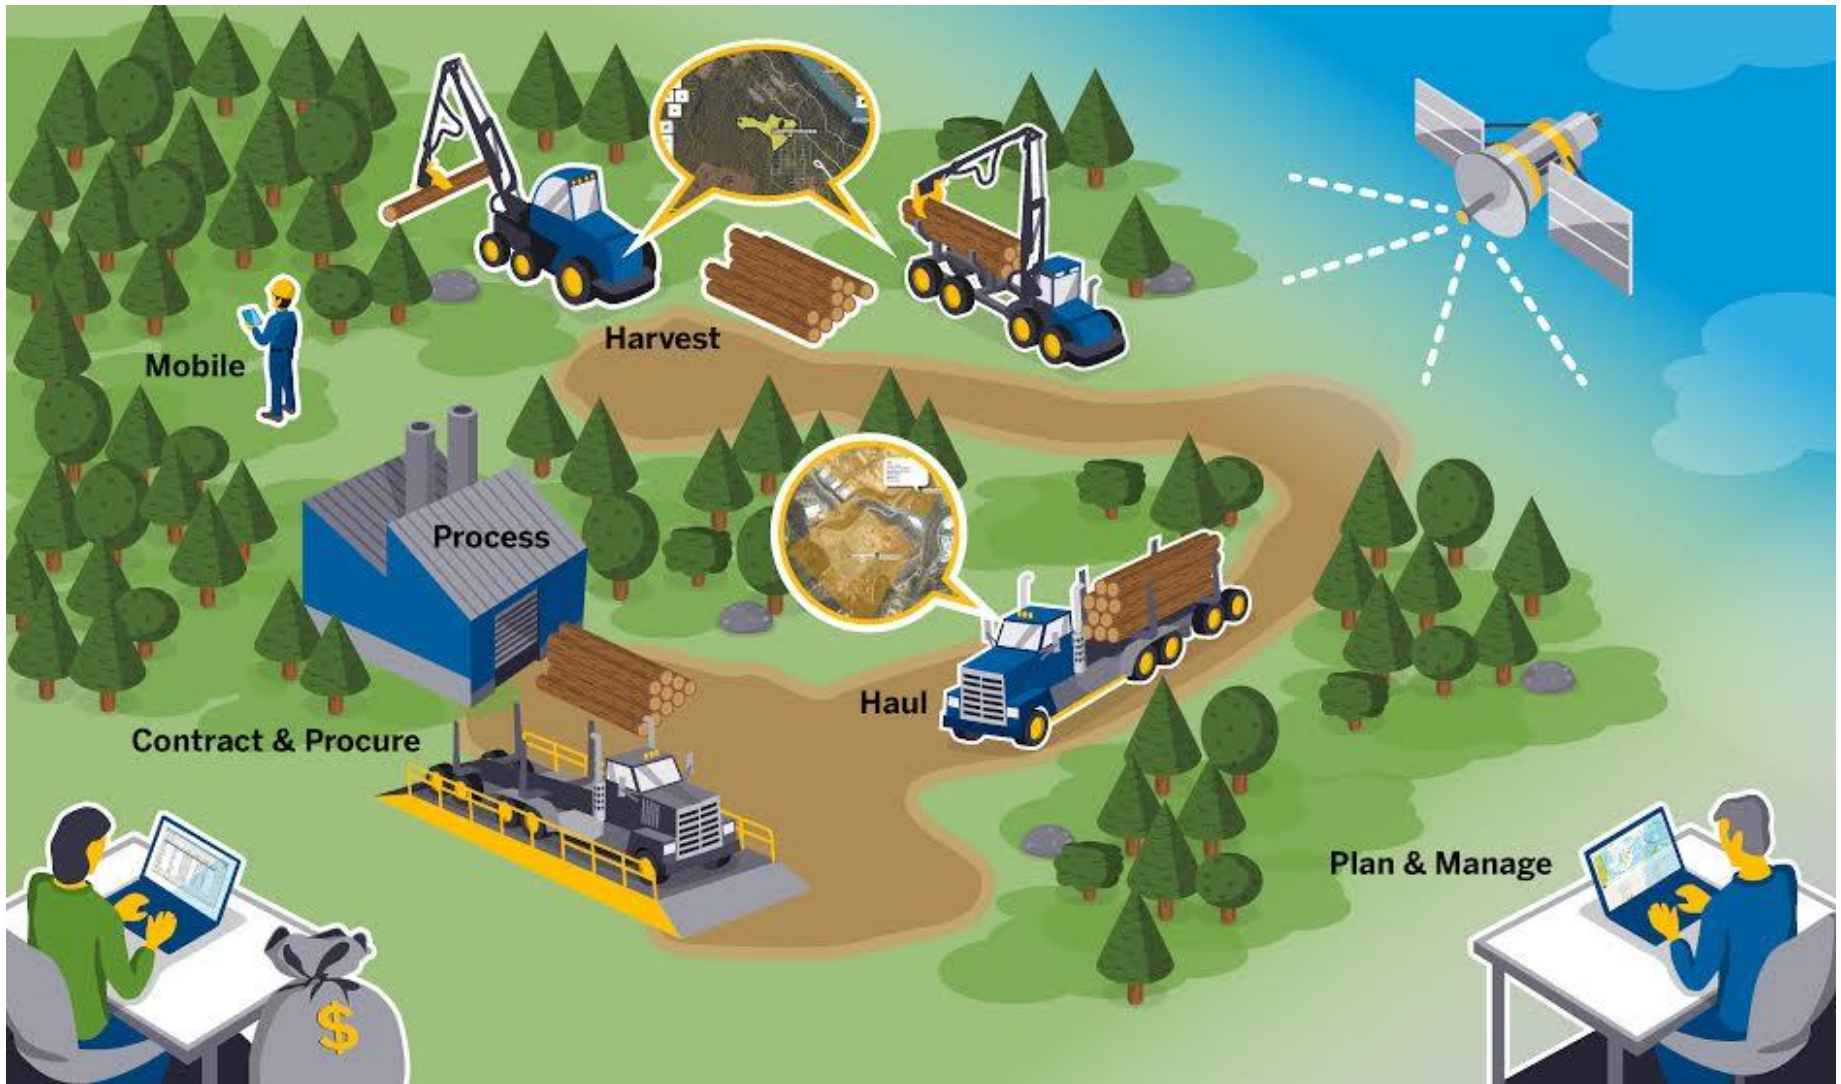 Harvest
Mobile
Process
Haul
Contract & Procure
Plan & Manage
$